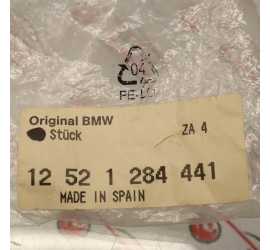 04
PE-LD
Original BMW
Stück
ZA 4
12 52 1 284 441
MADE IN SPAIN